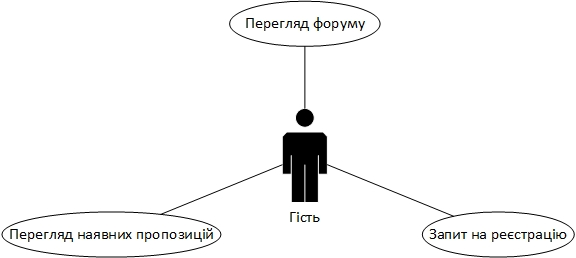 Перегляд форуму
Гість
Перегляд наявних пропозицій
Запит на реєстрацію